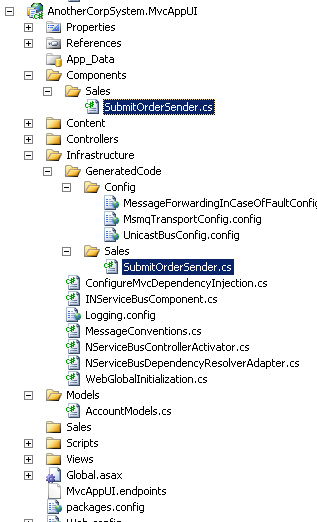 AnotherCorpSystem.MvcAppUI
Properties
References
App_Data
Components
Sales
SubmitOrderSender.cs
Content
Controllers
Infrastructure
GeneratedCode
Config
MessageForwardingInCaseOfFaultConfig
MsmqTransportConfig.config
UnicastBusConfig.config
Sales
SubmitOrderSender.cs
ConfigureMvcDependencyInjection.cs
INServiceBusComponent.cs
Logging.config
MessageConventions.cs
NServiceBusControllerActivator.cs
NServiceBusDependencyResolverAdapter.cs
WebGlobalInitialization.cs
Models
AccountModels.cs
Sales
Scripts
Views
Global.asax
MvcAppUI.endpoints
packages.config
Web.config